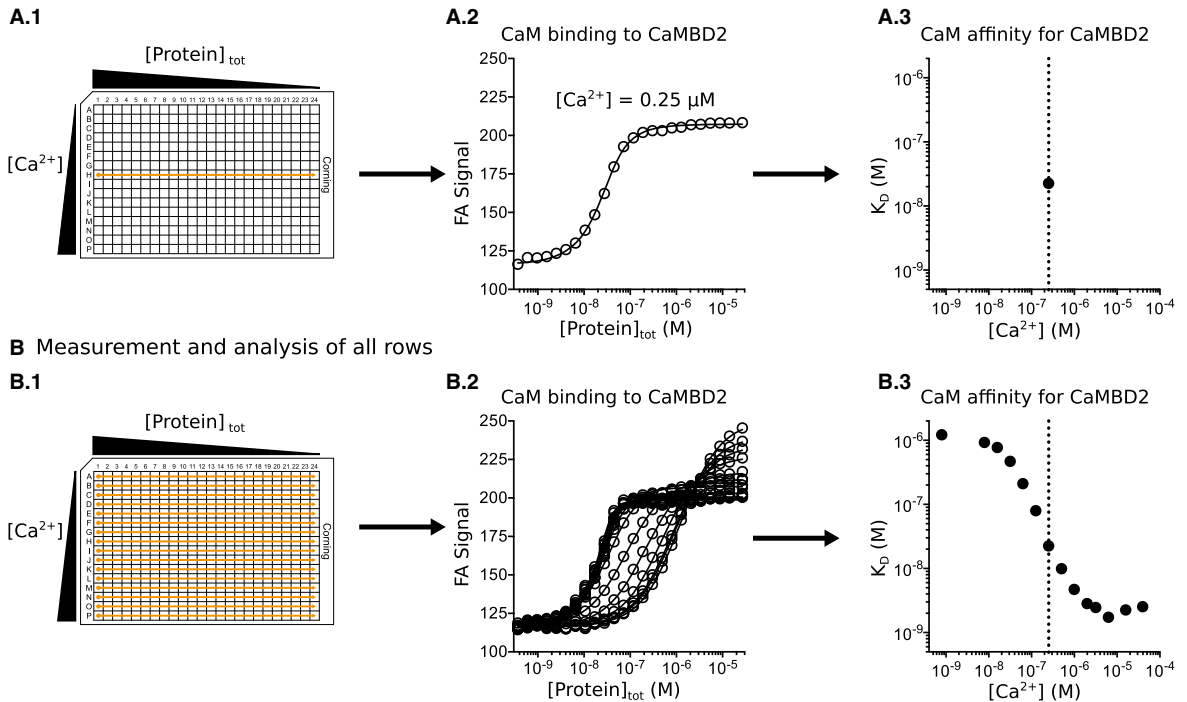 A.1
[Protein] tot
1 2 3 4 5 6 7 8 9 10 11 12 13 14 15 16 17 18 19 20 21 22 23 24
A
B
C
D
E
F
G
H
I
J
K
L
M
N
O
P
[Ca²⁺]
Corning
A.2
CaM binding to CaMBD2
[Ca²⁺] = 0.25 µM
FA Signal
250
225
200
175
150
125
100
10⁻⁹ 10⁻⁸ 10⁻⁷ 10⁻⁶ 10⁻⁵
[Protein]tot (M)
A.3
CaM affinity for CaMBD2
K_D (M)
10⁻⁶
10⁻⁷
10⁻⁸
10⁻⁹
10⁻⁹ 10⁻⁸ 10⁻⁷ 10⁻⁶ 10⁻⁵ 10⁻⁴
[Ca²⁺] (M)
B Measurement and analysis of all rows
B.1
[Protein] tot
1 2 3 4 5 6 7 8 9 10 11 12 13 14 15 16 17 18 19 20 21 22 23 24
A
B
C
D
E
F
G
H
I
J
K
L
M
N
O
P
[Ca²⁺]
Corning
B.2
CaM binding to CaMBD2
FA Signal
250
225
200
175
150
125
100
10⁻⁹ 10⁻⁸ 10⁻⁷ 10⁻⁶ 10⁻⁵
[Protein]tot (M)
B.3
CaM affinity for CaMBD2
K_D (M)
10⁻⁶
10⁻⁷
10⁻⁸
10⁻⁹
10⁻⁹ 10⁻⁸ 10⁻⁷ 10⁻⁶ 10⁻⁵ 10⁻⁴
[Ca²⁺] (M)